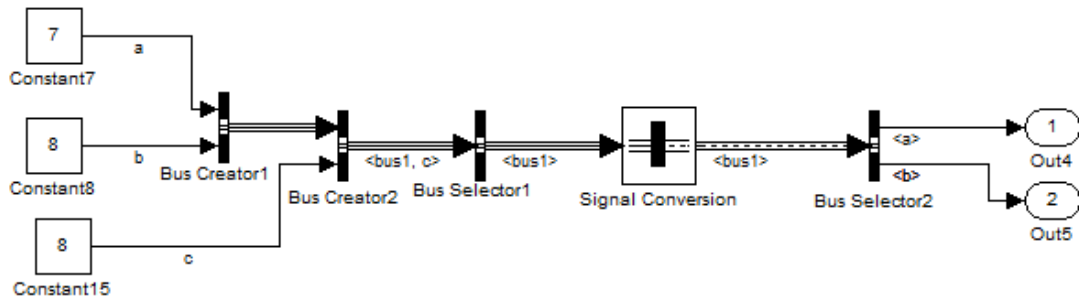 7
a
Constant7
8
b
Constant8
Bus Creator1
8
c
Constant15
Bus Creator2
<bus1, c>
Bus Selector1
<bus1>
Signal Conversion
<bus1>
Bus Selector2
<a>
<b>
1
Out4
2
Out5